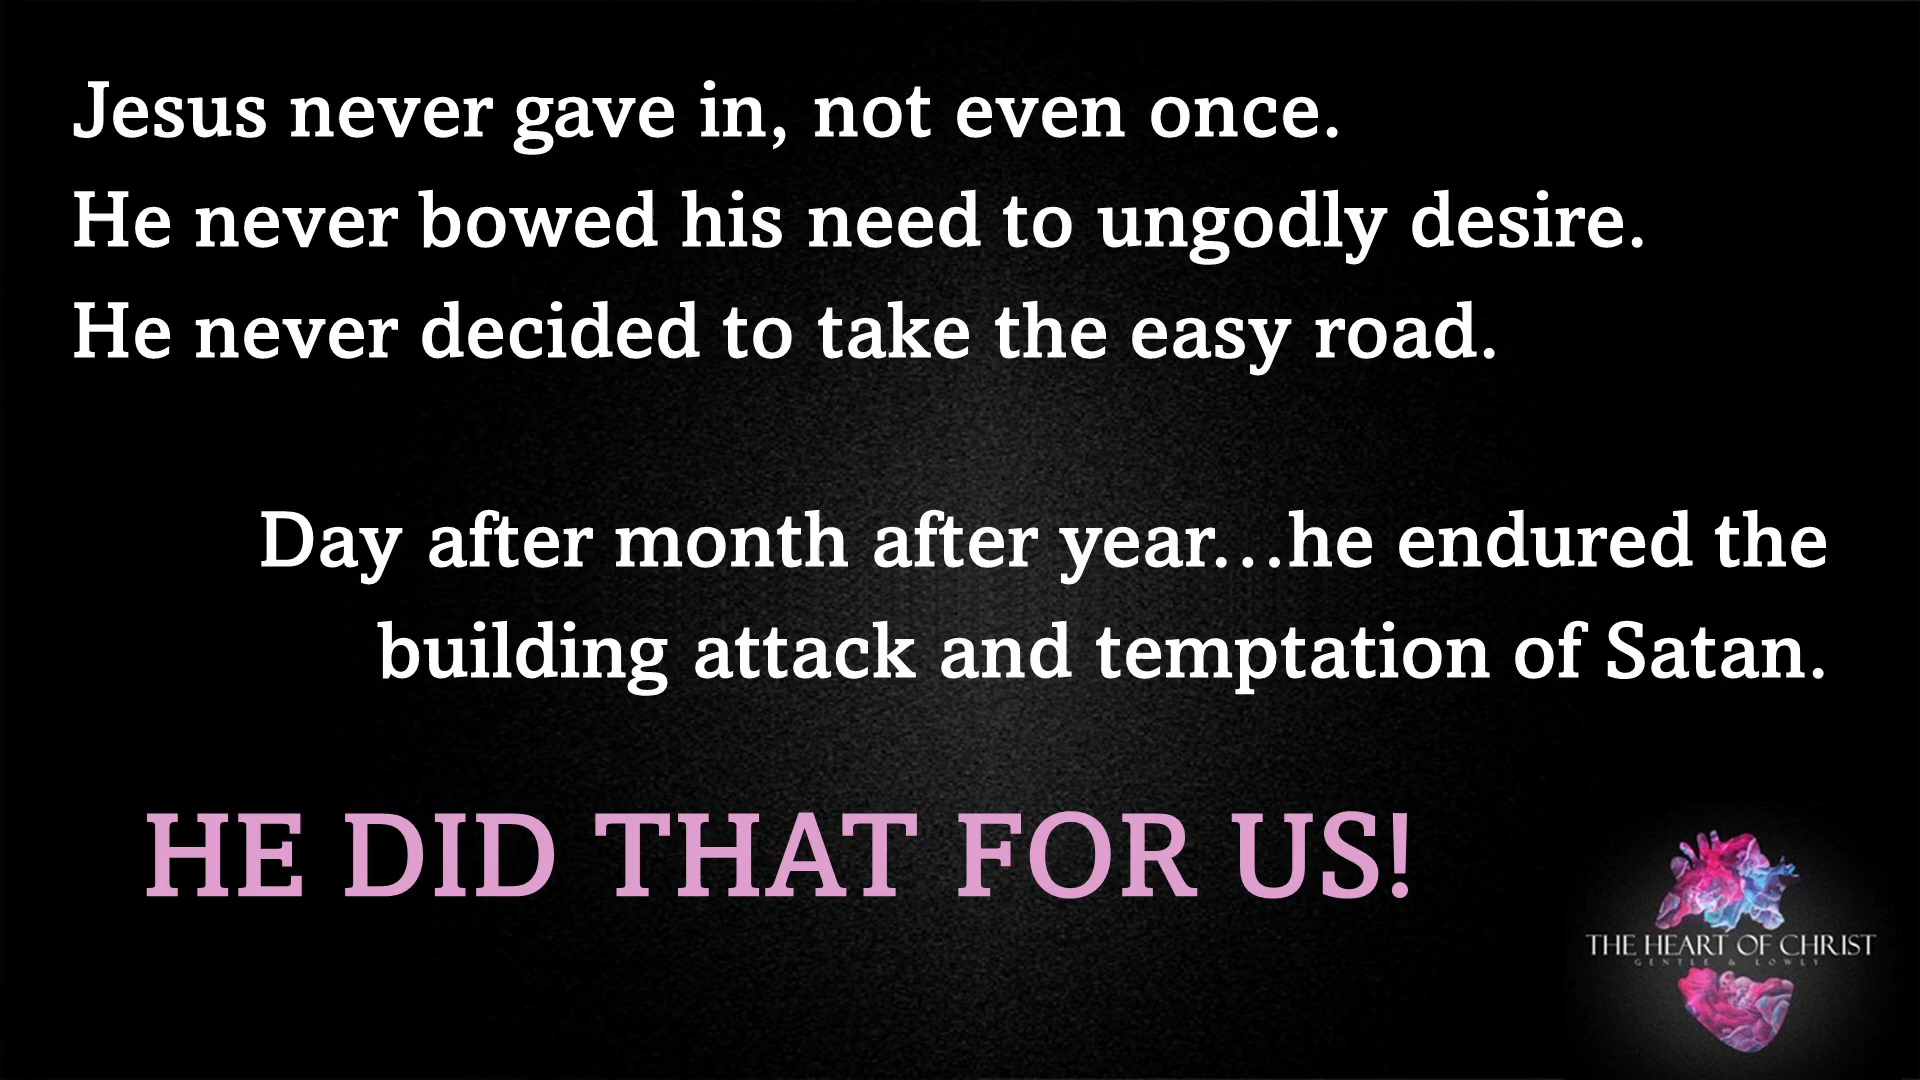 Jesus never gave in, not even once.
He never bowed his need to ungodly desire.
He never decided to take the easy road.
Day after month after year…he endured the
building attack and temptation of Satan.
HE DID THAT FOR US!
THE HEART OF CHRIST
GENTLE & LOWLY